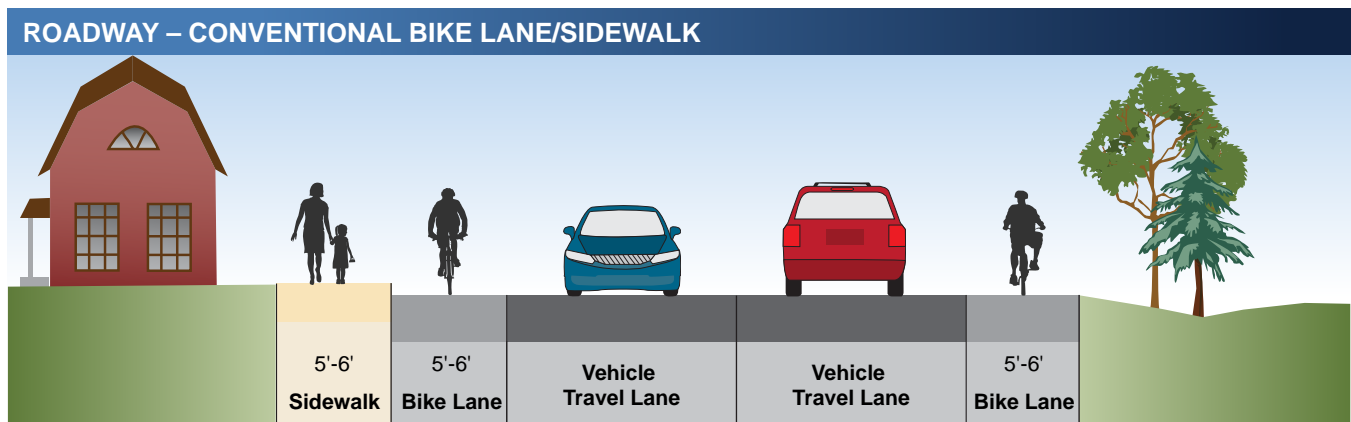 ROADWAY – CONVENTIONAL BIKE LANE/SIDEWALK
5'-6'
Sidewalk
5'-6'
Bike Lane
Vehicle
Travel Lane
Vehicle
Travel Lane
5'-6'
Bike Lane